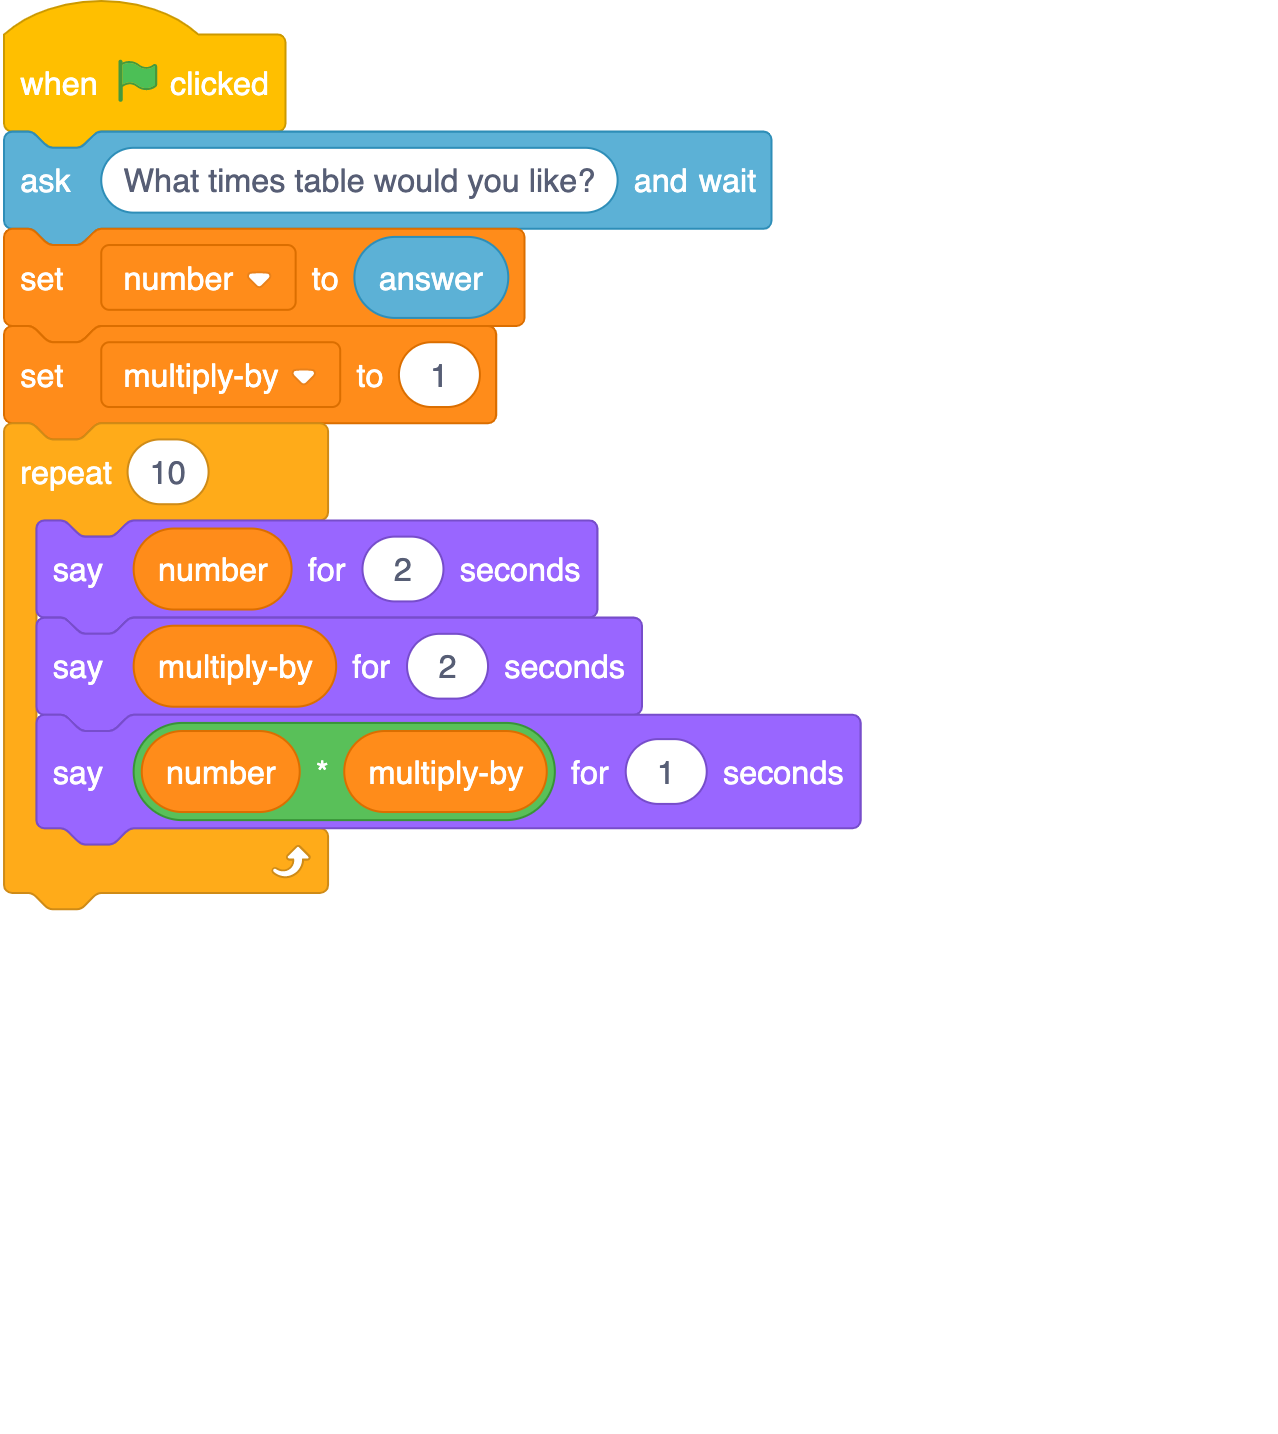 when clicked
ask What times table would you like? and wait
set number to answer
set multiply-by to 1
repeat 10
say number for 2 seconds
say multiply-by for 2 seconds
say number * multiply-by for 1 seconds